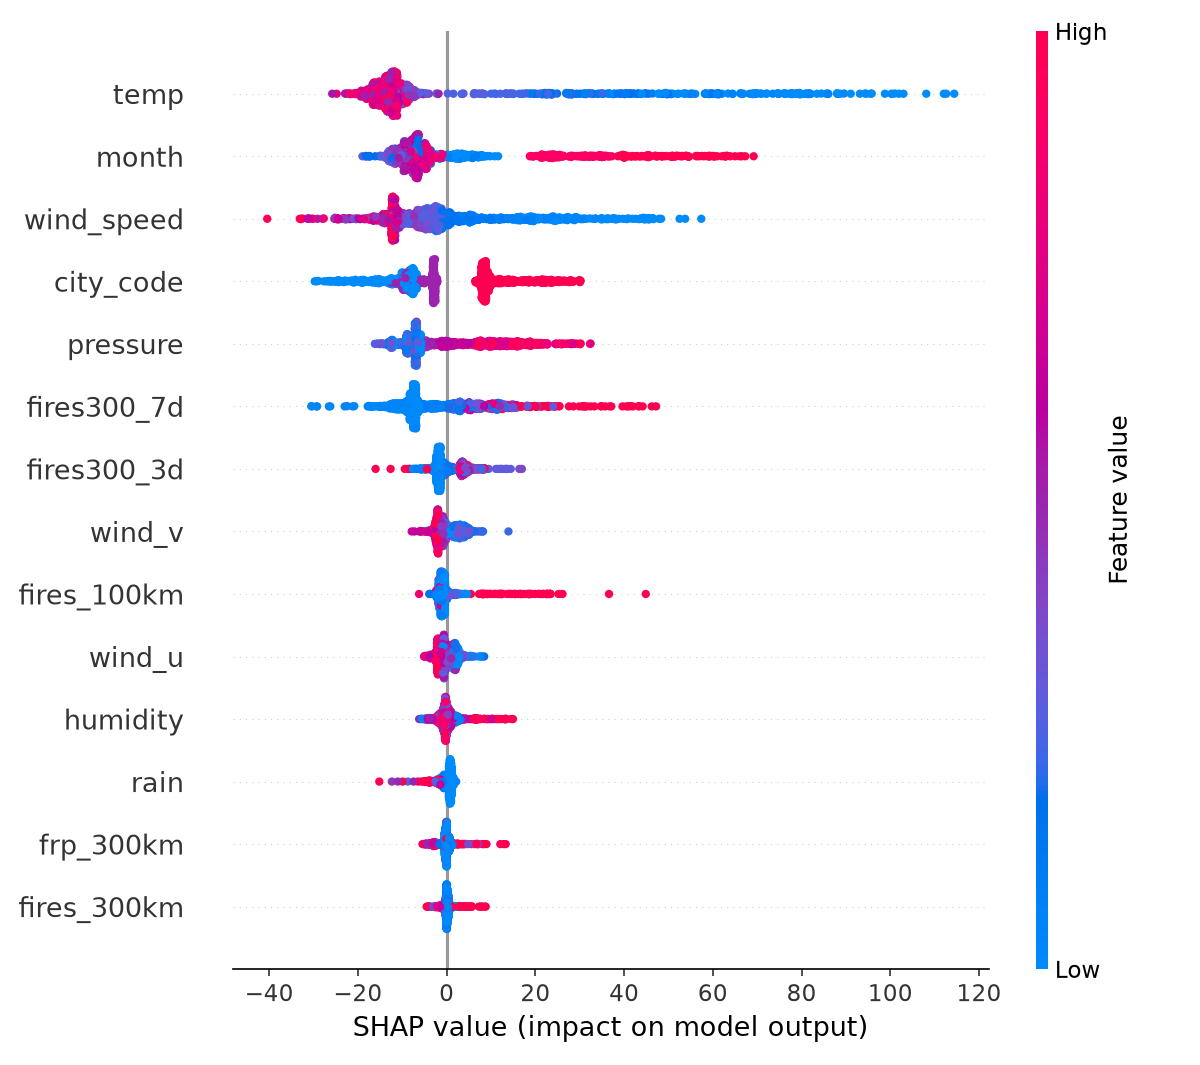 High
temp
month
wind_speed
city_code
pressure
fires300_7d
fires300_3d
wind_v
fires_100km
wind_u
humidity
rain
frp_300km
fires_300km
Feature value
Low
−40 −20 0 20 40 60 80 100 120
SHAP value (impact on model output)